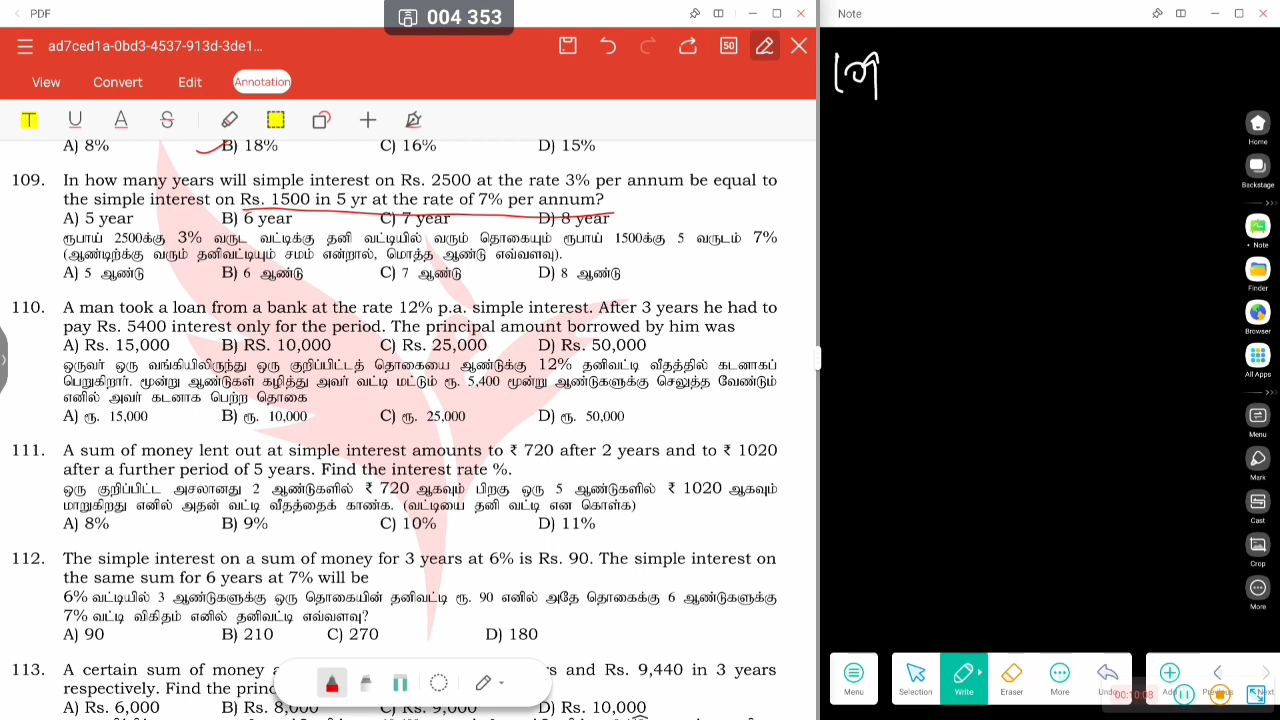 PDF
004 353
Note
ad7ced1a-0bd3-4537-913d-3de1...
50
View Convert Edit Annotation
T U A S
A) 8% B) 18% C) 16% D) 15%
109. In how many years will simple interest on Rs. 2500 at the rate 3% per annum be equal to
the simple interest on Rs. 1500 in 5 yr at the rate of 7% per annum?
A) 5 year B) 6 year C) 7 year D) 8 year
ரூபாய் 2500க்கு 3% வருட வட்டிக்கு தனி வட்டியில் வரும் தொகையும் ரூபாய் 1500க்கு 5 வருடம் 7%
(ஆண்டிற்க்கு வரும் தனிவட்டியும் சமம் என்றால், மொத்த ஆண்டு எவ்வளவு).
A) 5 ஆண்டு B) 6 ஆண்டு C) 7 ஆண்டு D) 8 ஆண்டு
110. A man took a loan from a bank at the rate 12% p.a. simple interest. After 3 years he had to
pay Rs. 5400 interest only for the period. The principal amount borrowed by him was
A) Rs. 15,000 B) RS. 10,000 C) Rs. 25,000 D) Rs. 50,000
ஒருவர் ஒரு வங்கியிலிருந்து ஒரு குறிப்பிட்டத் தொகையை ஆண்டுக்கு 12% தனிவட்டி வீதத்தில் கடனாகப்
பெறுகிறார். மூன்று ஆண்டுகள் கழித்து அவர் வட்டி மட்டும் ரூ. 5,400 மூன்று ஆண்டுகளுக்கு செலுத்த வேண்டும்
எனில் அவர் கடனாக பெற்ற தொகை
A) ரூ. 15,000 B) ரூ. 10,000 C) ரூ. 25,000 D) ரூ. 50,000
111. A sum of money lent out at simple interest amounts to ₹ 720 after 2 years and to ₹ 1020
after a further period of 5 years. Find the interest rate %.
ஒரு குறிப்பிட்ட அசலானது 2 ஆண்டுகளில் ₹ 720 ஆகவும் பிறகு ஒரு 5 ஆண்டுகளில் ₹ 1020 ஆகவும்
மாறுகிறது எனில் அதன் வட்டி வீதத்தைக் காண்க. (வட்டியை தனி வட்டி என கொள்க)
A) 8% B) 9% C) 10% D) 11%
112. The simple interest on a sum of money for 3 years at 6% is Rs. 90. The simple interest on
the same sum for 6 years at 7% will be
6% வட்டியில் 3 ஆண்டுகளுக்கு ஒரு தொகையின் தனிவட்டி ரூ. 90 எனில் அதே தொகைக்கு 6 ஆண்டுகளுக்கு
7% வட்டி விகிதம் எனில் தனிவட்டி எவ்வளவு?
A) 90 B) 210 C) 270 D) 180
113. A certain sum of money a s and Rs. 9,440 in 3 years
respectively. Find the princ
A) Rs. 6,000 B) Rs. 8,000 C) Rs. 9,000 D) Rs. 10,000
109
Home
Backstage
Note
Finder
Browser
All Apps
Menu
Mark
Cast
Crop
More
Menu Selection Write Eraser More Undo Add Next
00:10:08